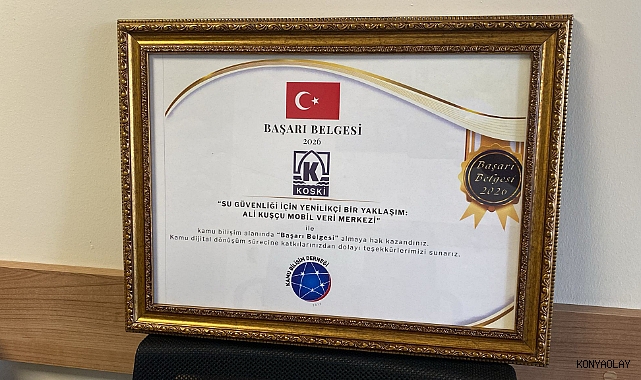 BAŞARI BELGESİ
2026
KOSKİ
"SU GÜVENLİĞİ İÇİN YENİLİKÇİ BİR YAKLAŞIM:
ALİ KUŞÇU MOBİL VERİ MERKEZİ"
ile
kamu bilişim alanında "Başarı Belgesi" almaya hak kazandınız.
Kamu dijital dönüşüm sürecine katkılarınızdan dolayı teşekkürlerimizi sunarız.
KAMU BİLİŞİM DERNEĞİ
Başarı
Belgesi
2026
KONYAOLAY